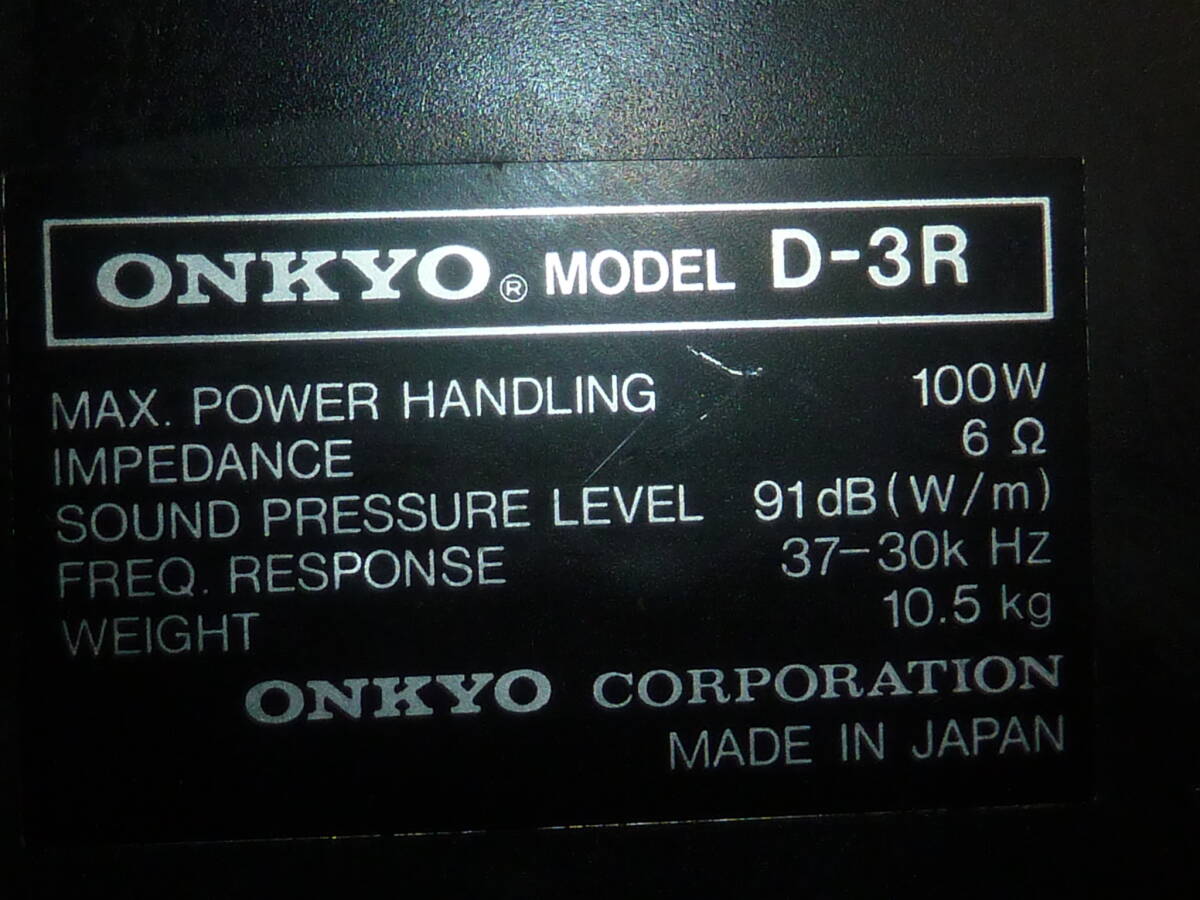 ONKYO® MODEL D-3R
MAX. POWER HANDLING 100W
IMPEDANCE 6 Ω
SOUND PRESSURE LEVEL 91dB(W/m)
FREQ. RESPONSE 37-30k Hz
WEIGHT 10.5 kg
ONKYO CORPORATION
MADE IN JAPAN